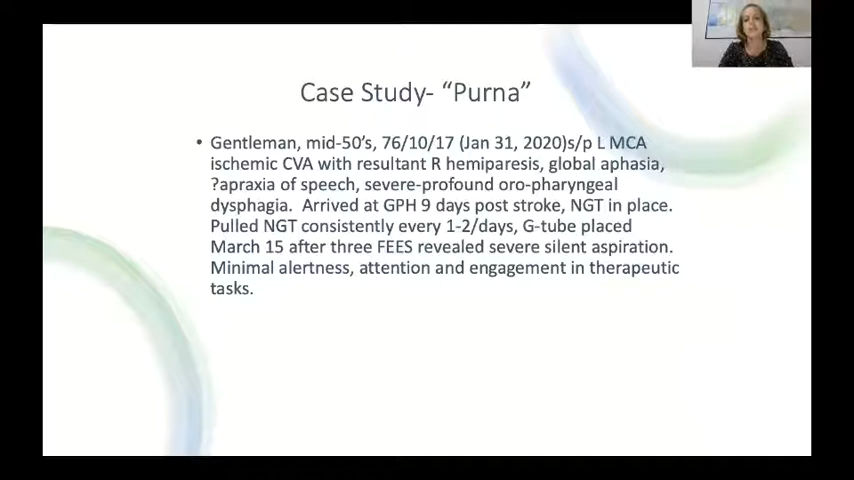 Case Study- “Purna”
• Gentleman, mid-50’s, 76/10/17 (Jan 31, 2020)s/p L MCA
ischemic CVA with resultant R hemiparesis, global aphasia,
?apraxia of speech, severe-profound oro-pharyngeal
dysphagia.  Arrived at GPH 9 days post stroke, NGT in place.
Pulled NGT consistently every 1-2/days, G-tube placed
March 15 after three FEES revealed severe silent aspiration.
Minimal alertness, attention and engagement in therapeutic
tasks.